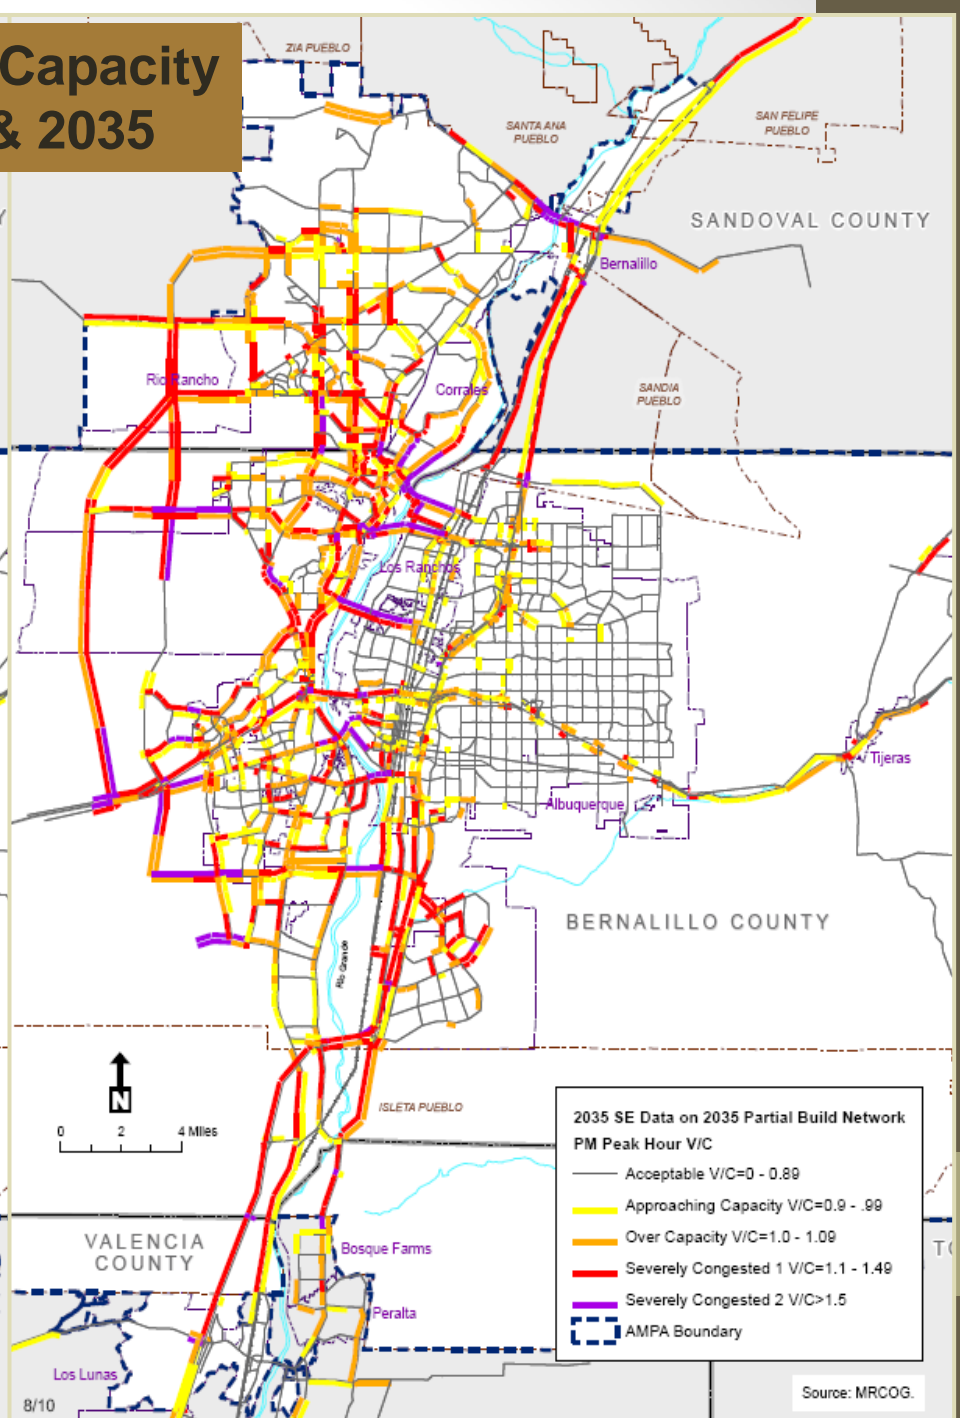 Capacity
& 2035
ZIA PUEBLO
SANTA ANA
PUEBLO
SAN FELIPE
PUEBLO
SANDOVAL COUNTY
Bernalillo
Rio Rancho
Corrales
SANDIA
PUEBLO
Los Ranchos
Tijeras
Albuquerque
BERNALILLO COUNTY
Rio Grande
N
0 2 4 Miles
ISLETA PUEBLO
2035 SE Data on 2035 Partial Build Network
PM Peak Hour V/C
Acceptable V/C=0 - 0.89
Approaching Capacity V/C=0.9 - .99
Over Capacity V/C=1.0 - 1.09
Severely Congested 1 V/C=1.1 - 1.49
Severely Congested 2 V/C>1.5
AMPA Boundary
VALENCIA
COUNTY
Bosque Farms
Peralta
Los Lunas
8/10
Source: MRCOG.